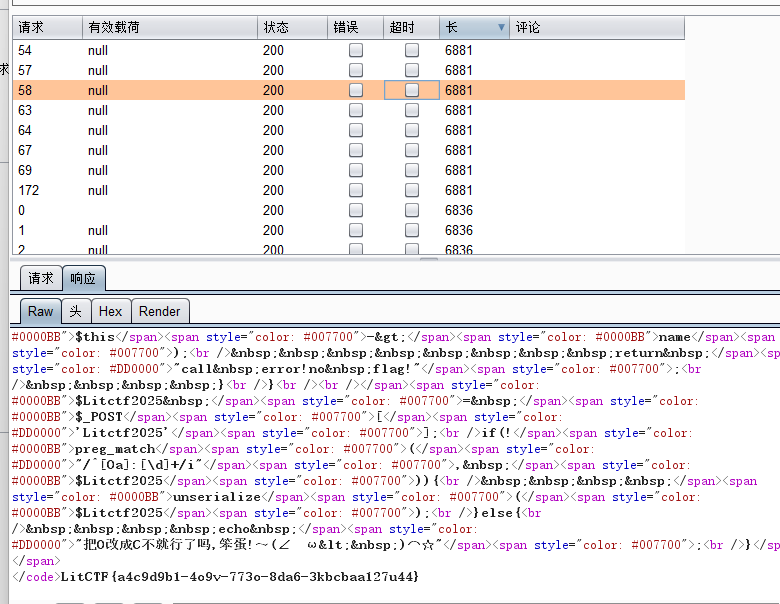 请求 有效载荷 状态 错误 超时 长 评论
54 null 200 6881
57 null 200 6881
求
58 null 200 6881
63 null 200 6881
64 null 200 6881
67 null 200 6881
69 null 200 6881
172 null 200 6881
0 200 6836
1 null 200 6836
2 null 200 6836
请求 响应
Raw 头 Hex Render
#0000BB">$this</span><span style="color: #007700">-&gt;</span><span style="color: #0000BB">name</span><span
style="color: #007700">);<br />&nbsp;&nbsp;&nbsp;&nbsp;&nbsp;&nbsp;&nbsp;&nbsp;return&nbsp;</span><span
style="color: #DD0000">"call&nbsp;error!no&nbsp;flag!"</span><span style="color: #007700">;<br
/>&nbsp;&nbsp;&nbsp;&nbsp;}<br />}<br /><br /></span><span style="color:
#0000BB">$Litctf2025&nbsp;</span><span style="color: #007700">=&nbsp;</span><span style="color:
#0000BB">$_POST</span><span style="color: #007700">[</span><span style="color:
#DD0000">'Litctf2025'</span><span style="color: #007700">];<br />if(!</span><span style="color:
#0000BB">preg_match</span><span style="color: #007700">(</span><span style="color:
#DD0000">"/^[Oa]:[\d]+/i"</span><span style="color: #007700">,&nbsp;</span><span style="color:
#0000BB">$Litctf2025</span><span style="color: #007700">)){<br />&nbsp;&nbsp;&nbsp;&nbsp;</span><span
style="color: #0000BB">unserialize</span><span style="color: #007700">(</span><span style="color:
#0000BB">$Litctf2025</span><span style="color: #007700">);<br />}else{<br
/>&nbsp;&nbsp;&nbsp;&nbsp;echo&nbsp;</span><span style="color:
#DD0000">"把O改成C不就行了吗,笨蛋!～(∠　ω&lt;&nbsp;)⌒☆"</span><span style="color: #007700">;<br />}</span>
</span>
</code>LitCTF{a4c9d9b1-4o9v-773o-8da6-3kbcbaa127u44}